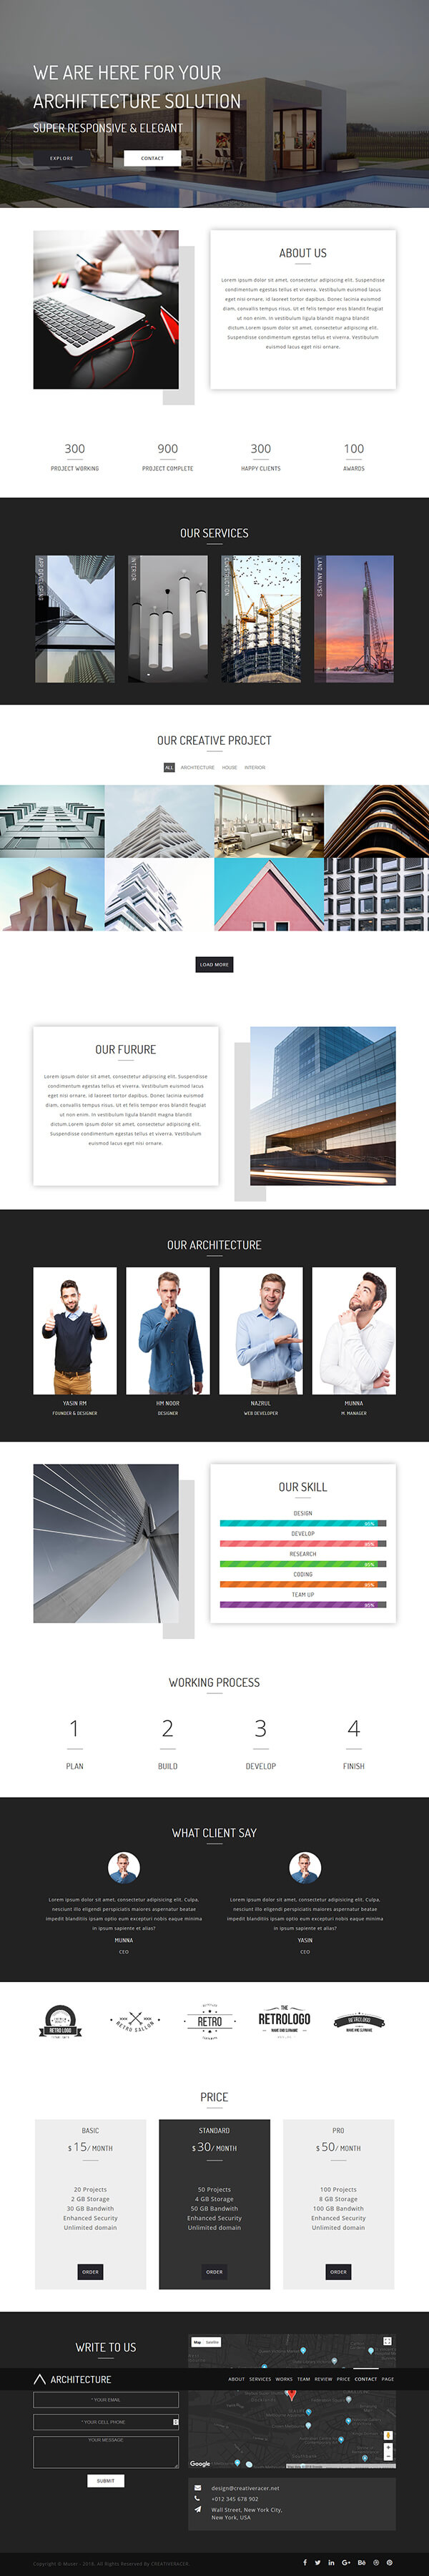 WE ARE HERE FOR YOUR
ARCHIFTECTURE SOLUTION
SUPER RESPONSIVE & ELEGANT
EXPLORE
CONTACT
ABOUT US
Lorem ipsum dolor sit amet, consectetur adipiscing elit. Suspendisse
condimentum egestas tellus et viverra. Vestibulum euismod lacus
eget nisi ornare, id laoreet tortor dapibus. Donec lacinia euismod
diam, convallis tempus risus. Ut et felis tempor eros blandit feugiat
ut non enim. In vestibulum ligula blandit magna blandit
dictum.Lorem ipsum dolor sit amet, consectetur adipiscing elit.
Suspendisse condimentum egestas tellus et viverra. Vestibulum
euismod lacus eget nisi ornare.
300
PROJECT WORKING
900
PROJECT COMPLETE
300
HAPPY CLIENTS
100
AWARDS
OUR SERVICES
APP DEVELOPERS
INTERIOR
CONSTRUCTION
LAND ANALYSIS
OUR CREATIVE PROJECT
ALL ARCHITECTURE HOUSE INTERIOR
LOAD MORE
OUR FURURE
Lorem ipsum dolor sit amet, consectetur adipiscing elit. Suspendisse
condimentum egestas tellus et viverra. Vestibulum euismod lacus
eget nisi ornare, id laoreet tortor dapibus. Donec lacinia euismod
diam, convallis tempus risus. Ut et felis tempor eros blandit feugiat
ut non enim. In vestibulum ligula blandit magna blandit
dictum.Lorem ipsum dolor sit amet, consectetur adipiscing elit.
Suspendisse condimentum egestas tellus et viverra. Vestibulum
euismod lacus eget nisi ornare.
OUR ARCHITECTURE
YASIN RM
FOUNDER & DESIGNER
HM NOOR
DESIGNER
NAZRUL
WEB DEVELOPER
MUNNA
M. MANAGER
OUR SKILL
DESIGN
95%
DEVELOP
95%
RESEARCH
95%
CODING
95%
TEAM UP
95%
WORKING PROCESS
1
PLAN
2
BUILD
3
DEVELOP
4
FINISH
WHAT CLIENT SAY
Lorem ipsum dolor sit amet, consectetur adipisicing elit. Culpa,
nesciunt illo eligendi perspiciatis maiores aspernatur beatae
impedit blanditiis ipsam optio eum excepturi nobis eaque minima
in ipsum sapiente et alias?
MUNNA
CEO
Lorem ipsum dolor sit amet, consectetur adipisicing elit. Culpa,
nesciunt illo eligendi perspiciatis maiores aspernatur beatae
impedit blanditiis ipsam optio eum excepturi nobis eaque minima
in ipsum sapiente et alias?
YASIN
CEO
RETRO LOGO
RETRO SALLON
RETRO
THE
RETROLOGO
RETROLOGO
PRICE
BASIC
$ 15/ MONTH
20 Projects
2 GB Storage
30 GB Bandwith
Enhanced Security
Unlimited domain
ORDER
STANDARD
$ 30/ MONTH
50 Projects
4 GB Storage
50 GB Bandwith
Enhanced Security
Unlimited domain
ORDER
PRO
$ 50/ MONTH
100 Projects
8 GB Storage
100 GB Bandwith
Enhanced Security
Unlimited domain
ORDER
WRITE TO US
Map Satellite
ARCHITECTURE
ABOUT SERVICES WORKS TEAM REVIEW PRICE CONTACT PAGE
* YOUR EMAIL
* YOUR CELL PHONE
YOUR MESSAGE
SUBMIT
Google
design@creativeracer.net
+012 345 678 902
Wall Street, New York City,
New York, USA